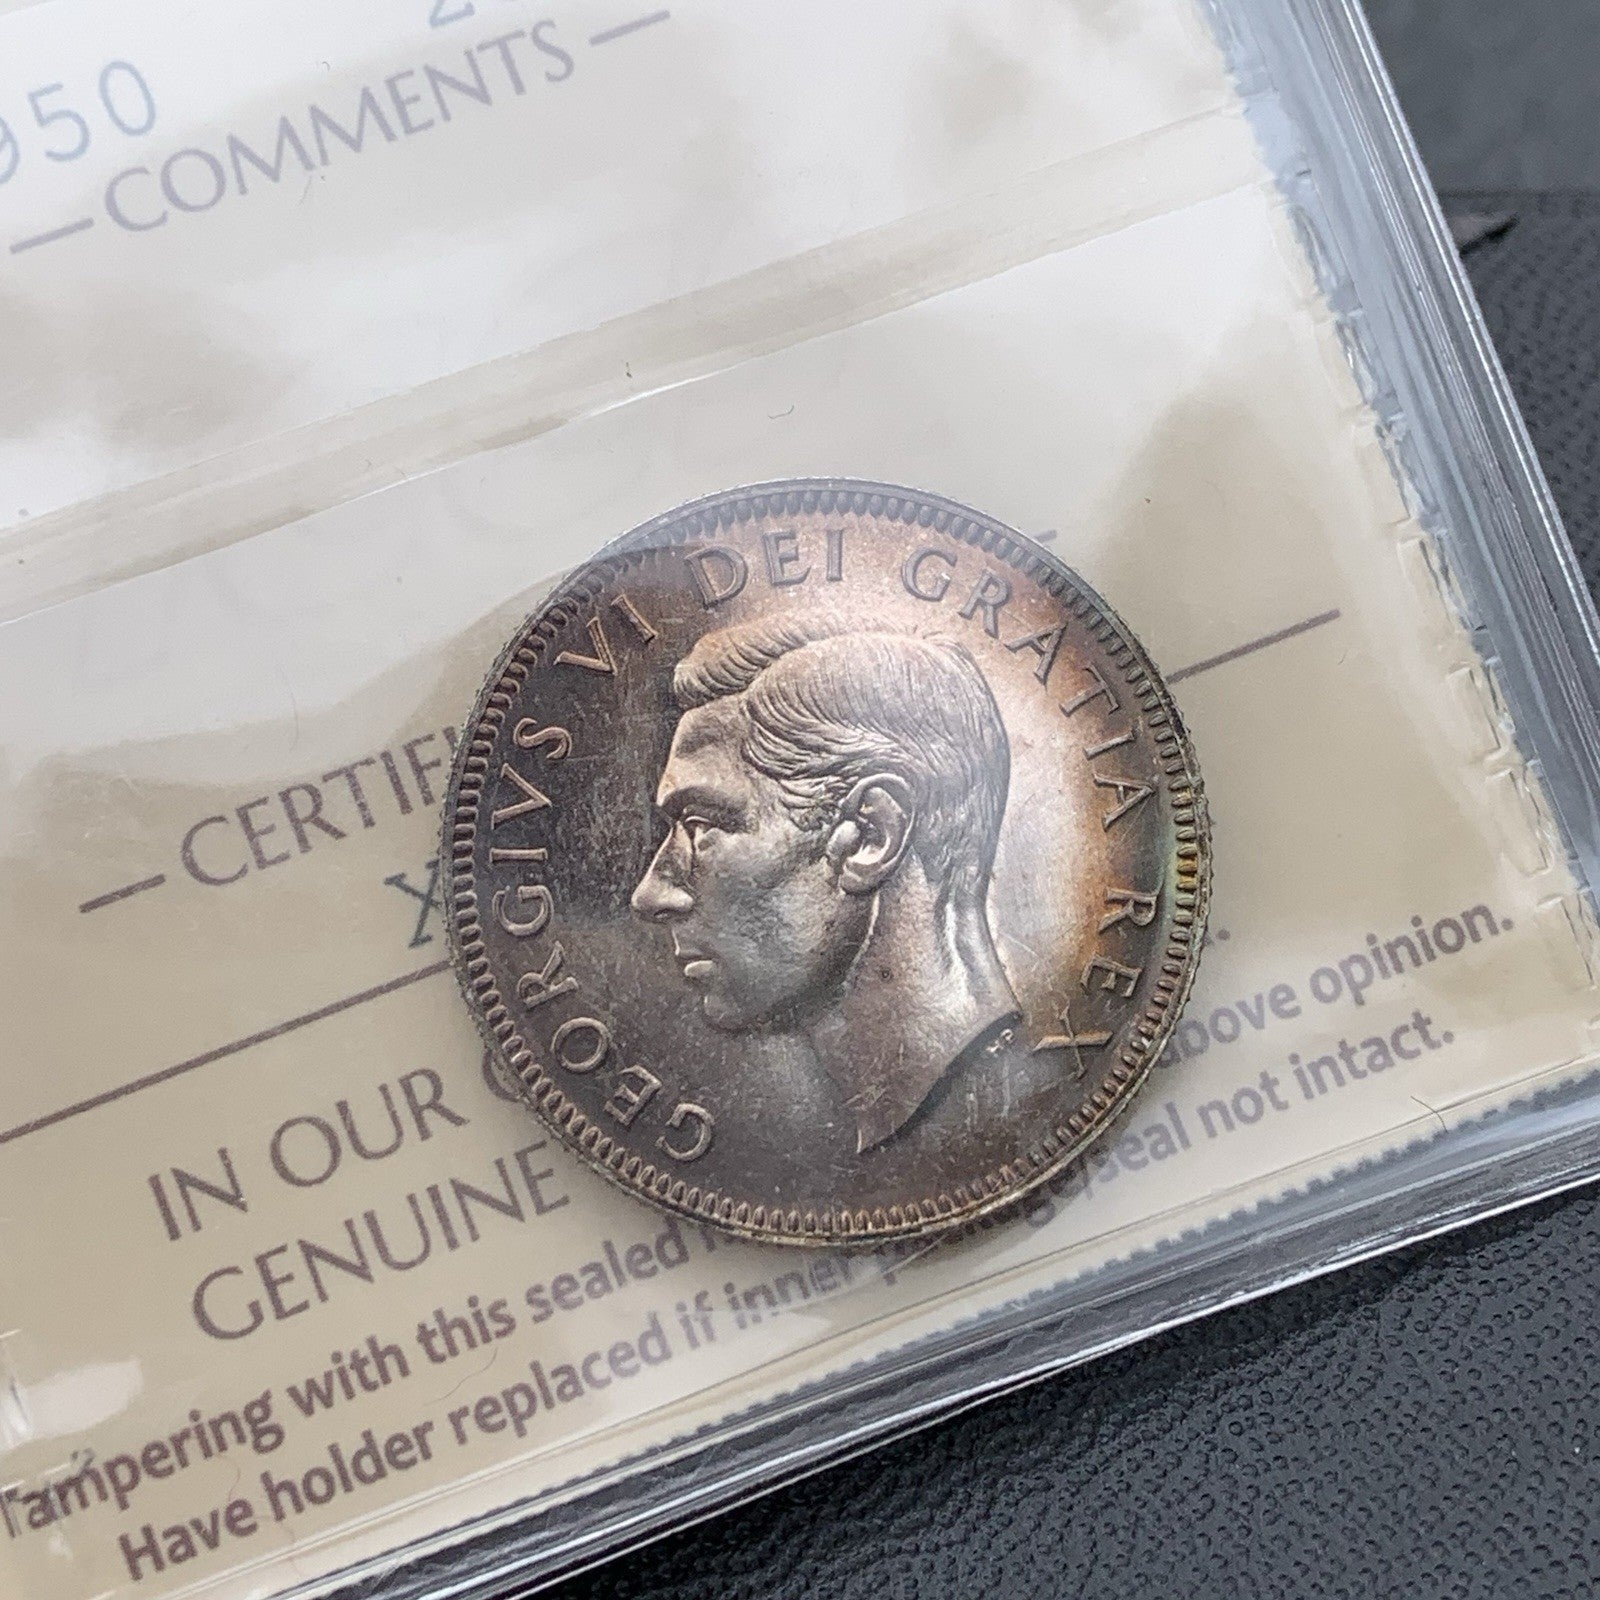 950
— COMMENTS —
— CERTIFI
X
IN OUR
GENUINE
above opinion.
Tampering with this sealed
Have holder replaced if inner seal not intact.
GEORGIVS VI DEI GRATIA REX
HP